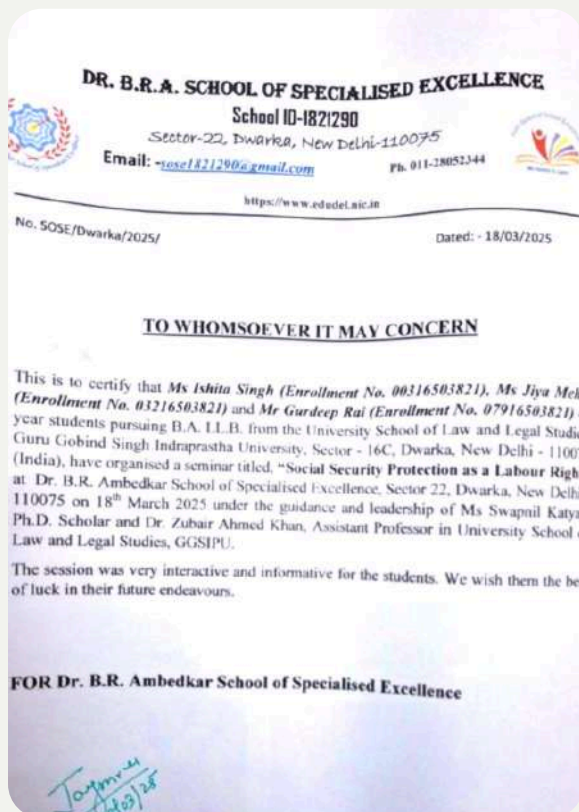 DR. B.R.A. SCHOOL OF SPECIALISED EXCELLENCE
School ID-1821290
Sector-22, Dwarka, New Delhi-110075
Email: -sose1821290@gmail.com Ph. 011-28052344
https://www.edudel.nic.in
No. SOSE/Dwarka/2025/ Dated: - 18/03/2025
TO WHOMSOEVER IT MAY CONCERN
This is to certify that Ms Ishita Singh (Enrollment No. 00316503821), Ms Jiya
(Enrollment No. 03216503821) and Mr Gurdeep Rai (Enrollment No. 07916503821)
year students pursuing B.A. LL.B. from the University School of Law and Legal
Guru Gobind Singh Indraprastha University, Sector - 16C, Dwarka, New Delhi -
(India), have organised a seminar titled, "Social Security Protection as a Labour
at Dr. B.R. Ambedkar School of Specialised Excellence, Sector 22, Dwarka, New
110075 on 18th March 2025 under the guidance and leadership of Ms Swapnil
Ph.D. Scholar and Dr. Zubair Ahmed Khan, Assistant Professor in University School
Law and Legal Studies, GGSIPU.
The session was very interactive and informative for the students. We wish them the
of luck in their future endeavours.
FOR Dr. B.R. Ambedkar School of Specialised Excellence